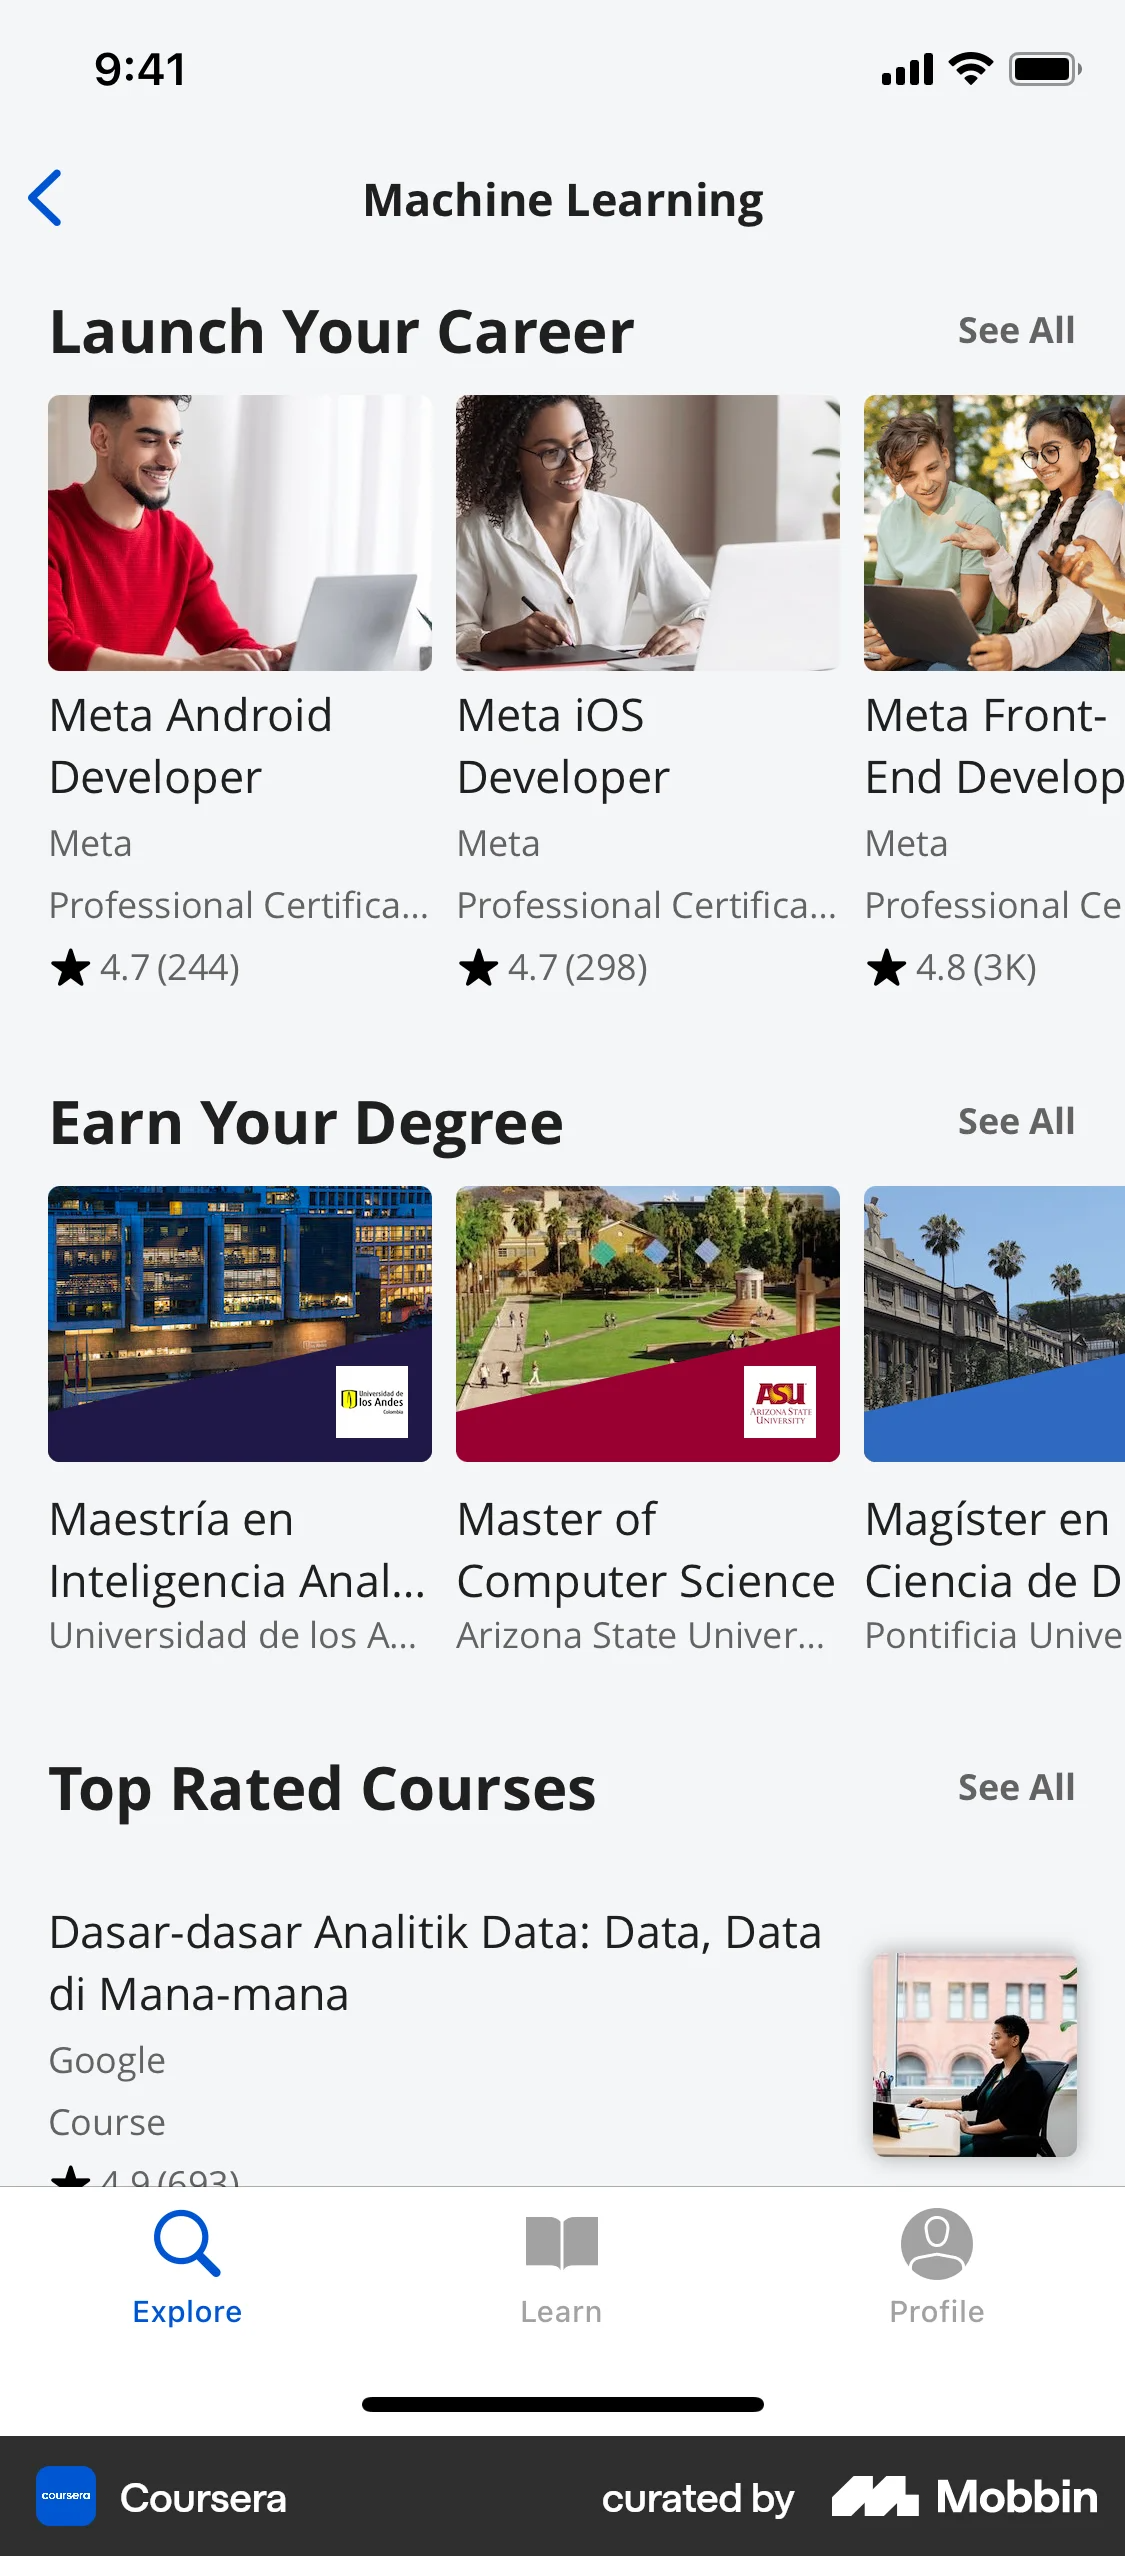 9:41
Machine Learning
Launch Your Career
See All
Meta Android
Developer
Meta
Professional Certifica...
4.7 (244)
Meta iOS
Developer
Meta
Professional Certifica...
4.7 (298)
Meta Front-
End Develop
Meta
Professional Ce
4.8 (3K)
Earn Your Degree
See All
Universidad de
los Andes
Colombia
Maestría en
Inteligencia Anal...
Universidad de los A...
ASU
ARIZONA STATE
UNIVERSITY
Master of
Computer Science
Arizona State Univer...
Magíster en
Ciencia de D
Pontificia Unive
Top Rated Courses
See All
Dasar-dasar Analitik Data: Data, Data
di Mana-mana
Google
Course
4.9 (693)
Explore
Learn
Profile
coursera
Coursera
curated by
Mobbin